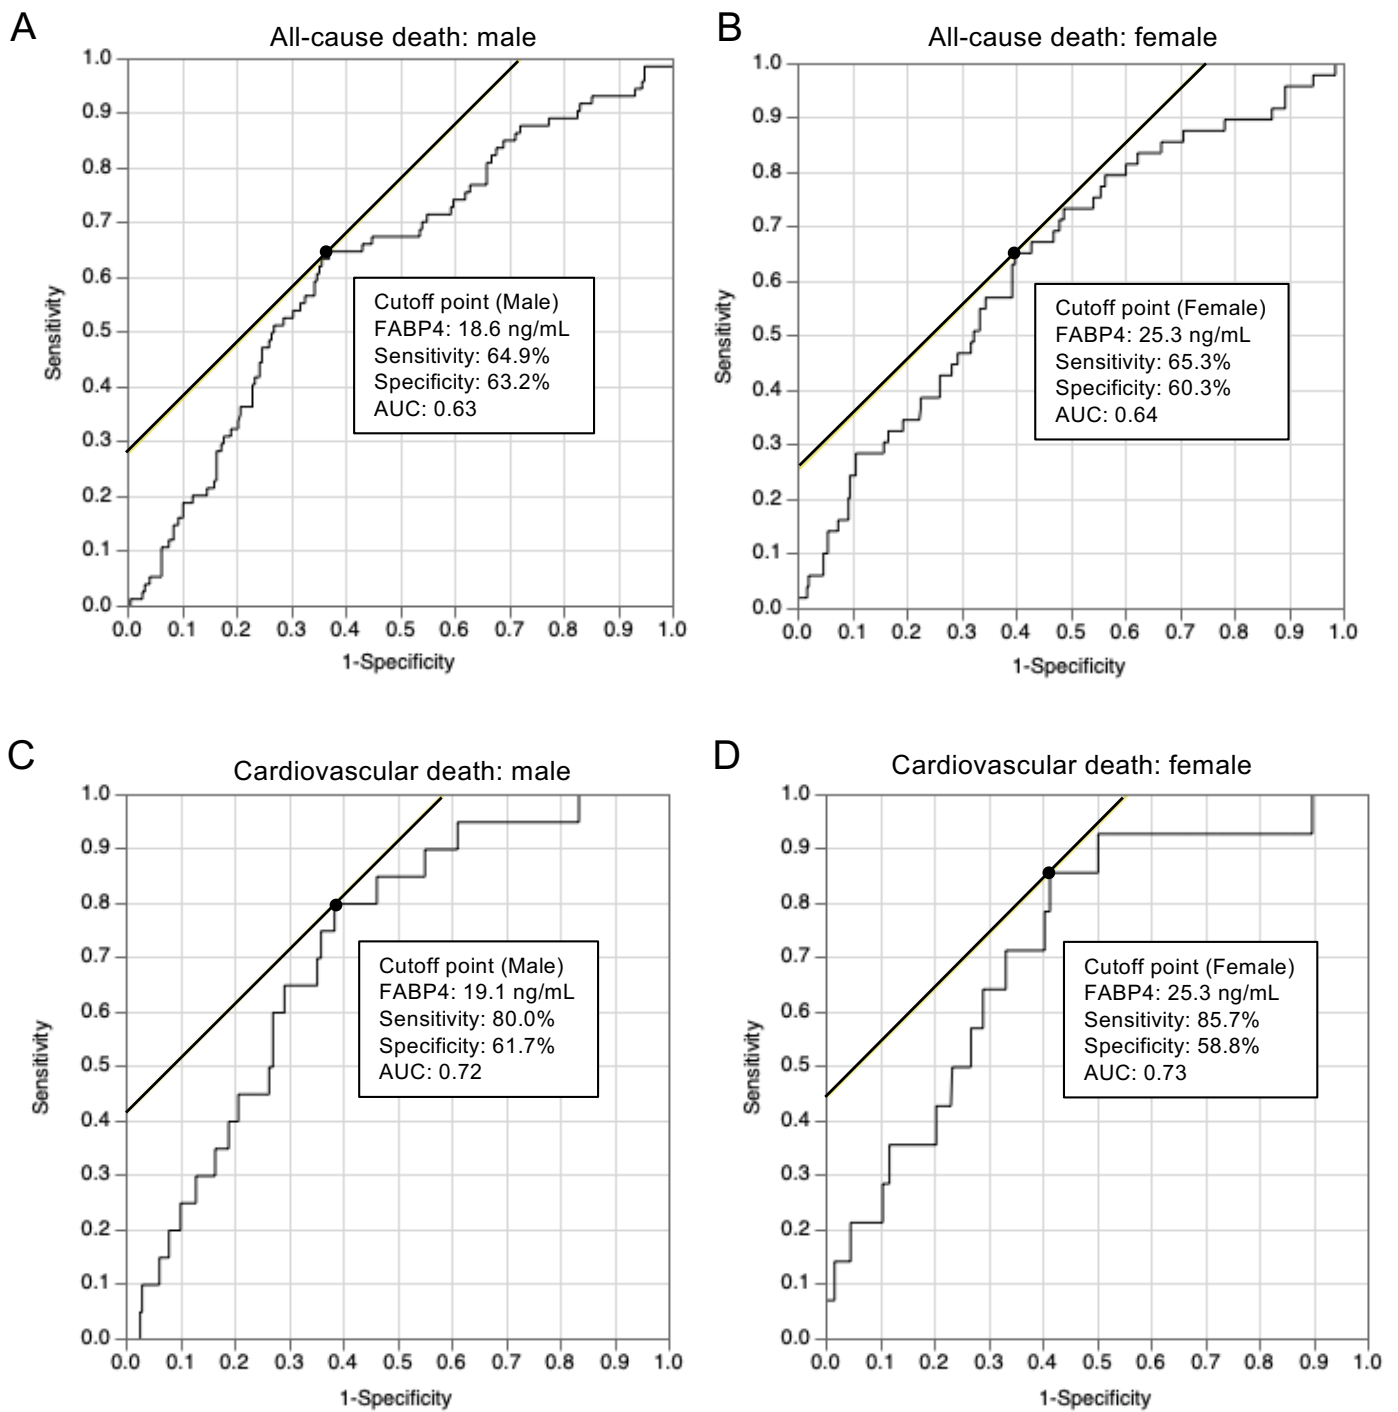 A
All-cause death: male
1.0
0.9
0.8
0.7
0.6
0.5
0.4
0.3
0.2
0.1
0.0
Sensitivity
Cutoff point (Male)
FABP4: 18.6 ng/mL
Sensitivity: 64.9%
Specificity: 63.2%
AUC: 0.63
0.0 0.1 0.2 0.3 0.4 0.5 0.6 0.7 0.8 0.9 1.0
1-Specificity
B
All-cause death: female
1.0
0.9
0.8
0.7
0.6
0.5
0.4
0.3
0.2
0.1
0.0
Sensitivity
Cutoff point (Female)
FABP4: 25.3 ng/mL
Sensitivity: 65.3%
Specificity: 60.3%
AUC: 0.64
0.0 0.1 0.2 0.3 0.4 0.5 0.6 0.7 0.8 0.9 1.0
1-Specificity
C
Cardiovascular death: male
1.0
0.9
0.8
0.7
0.6
0.5
0.4
0.3
0.2
0.1
0.0
Sensitivity
Cutoff point (Male)
FABP4: 19.1 ng/mL
Sensitivity: 80.0%
Specificity: 61.7%
AUC: 0.72
0.0 0.1 0.2 0.3 0.4 0.5 0.6 0.7 0.8 0.9 1.0
1-Specificity
D
Cardiovascular death: female
1.0
0.9
0.8
0.7
0.6
0.5
0.4
0.3
0.2
0.1
0.0
Sensitivity
Cutoff point (Female)
FABP4: 25.3 ng/mL
Sensitivity: 85.7%
Specificity: 58.8%
AUC: 0.73
0.0 0.1 0.2 0.3 0.4 0.5 0.6 0.7 0.8 0.9 1.0
1-Specificity